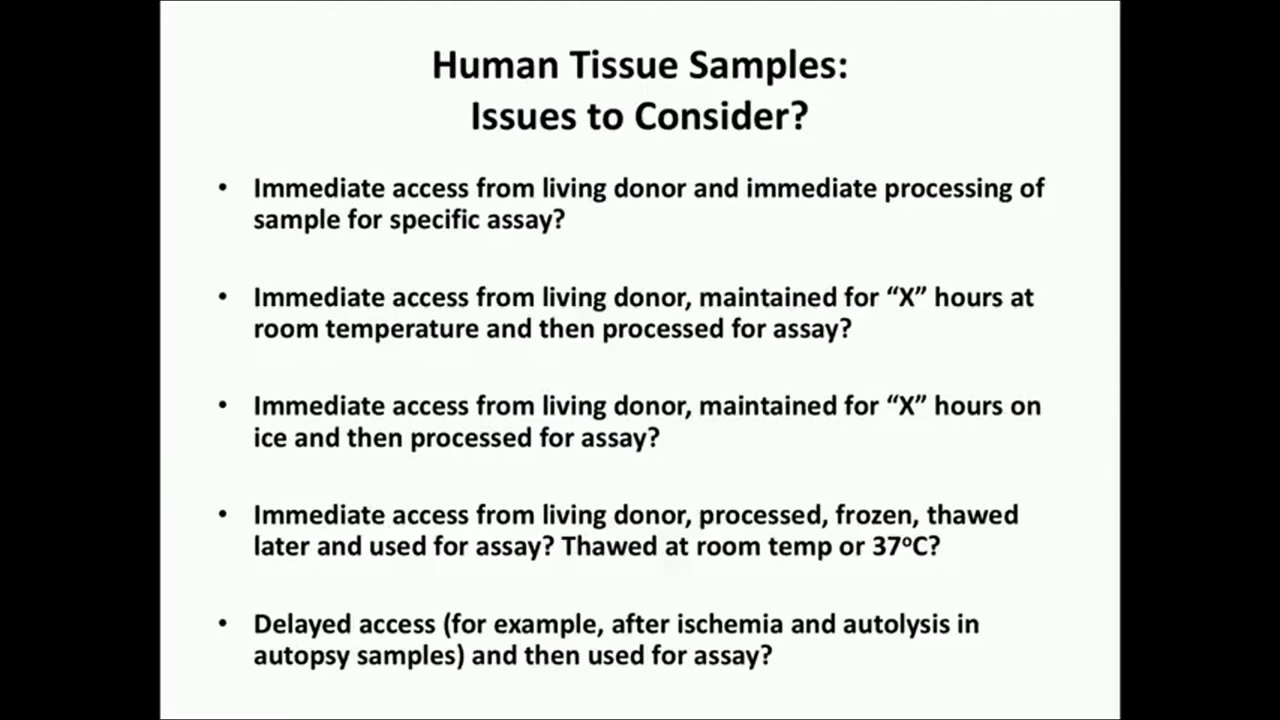 Human Tissue Samples:
Issues to Consider?
• Immediate access from living donor and immediate processing of
sample for specific assay?
• Immediate access from living donor, maintained for “X” hours at
room temperature and then processed for assay?
• Immediate access from living donor, maintained for “X” hours on
ice and then processed for assay?
• Immediate access from living donor, processed, frozen, thawed
later and used for assay? Thawed at room temp or 37ºC?
• Delayed access (for example, after ischemia and autolysis in
autopsy samples) and then used for assay?